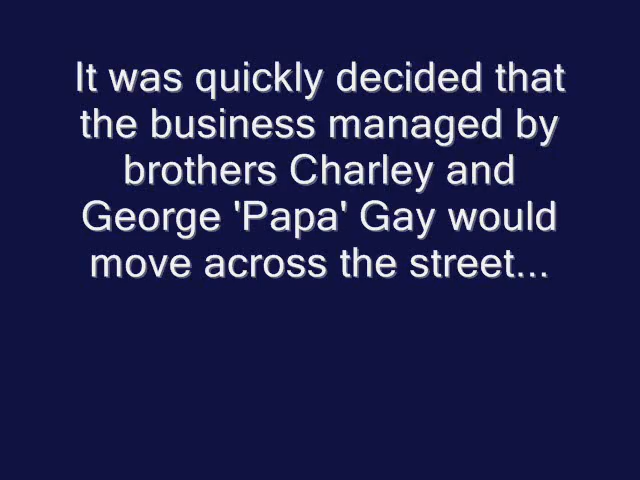 It was quickly decided that
the business managed by
brothers Charley and
George 'Papa' Gay would
move across the street...